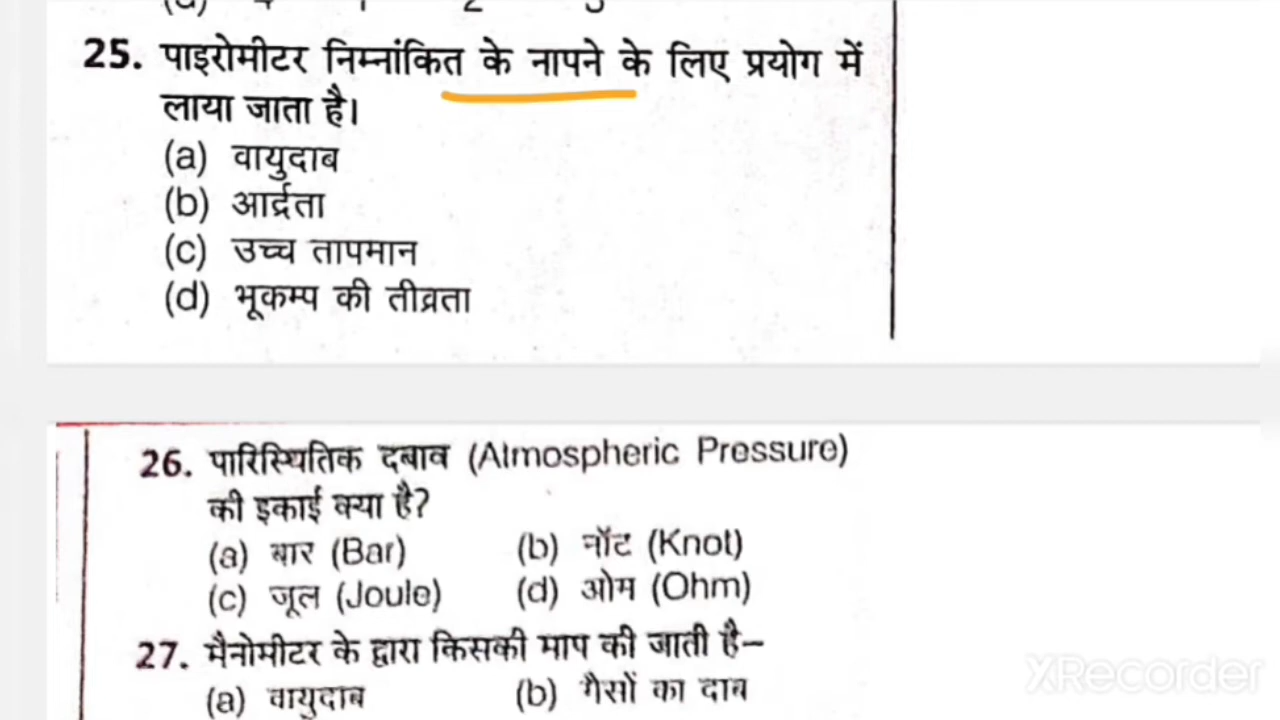 25. पाइरोमीटर निम्नांकित के नापने के लिए प्रयोग में
लाया जाता है।
(a) वायुदाब
(b) आर्द्रता
(c) उच्च तापमान
(d) भूकम्प की तीव्रता
26. पारिस्थितिक दबाव (Atmospheric Pressure)
की इकाई क्या है?
(a) बार (Bar) (b) नॉट (Knot)
(c) जूल (Joule) (d) ओम (Ohm)
27. मैनोमीटर के द्वारा किसकी माप की जाती है–
(a) वायुदाब (b) गैसों का दाब
XRecorder